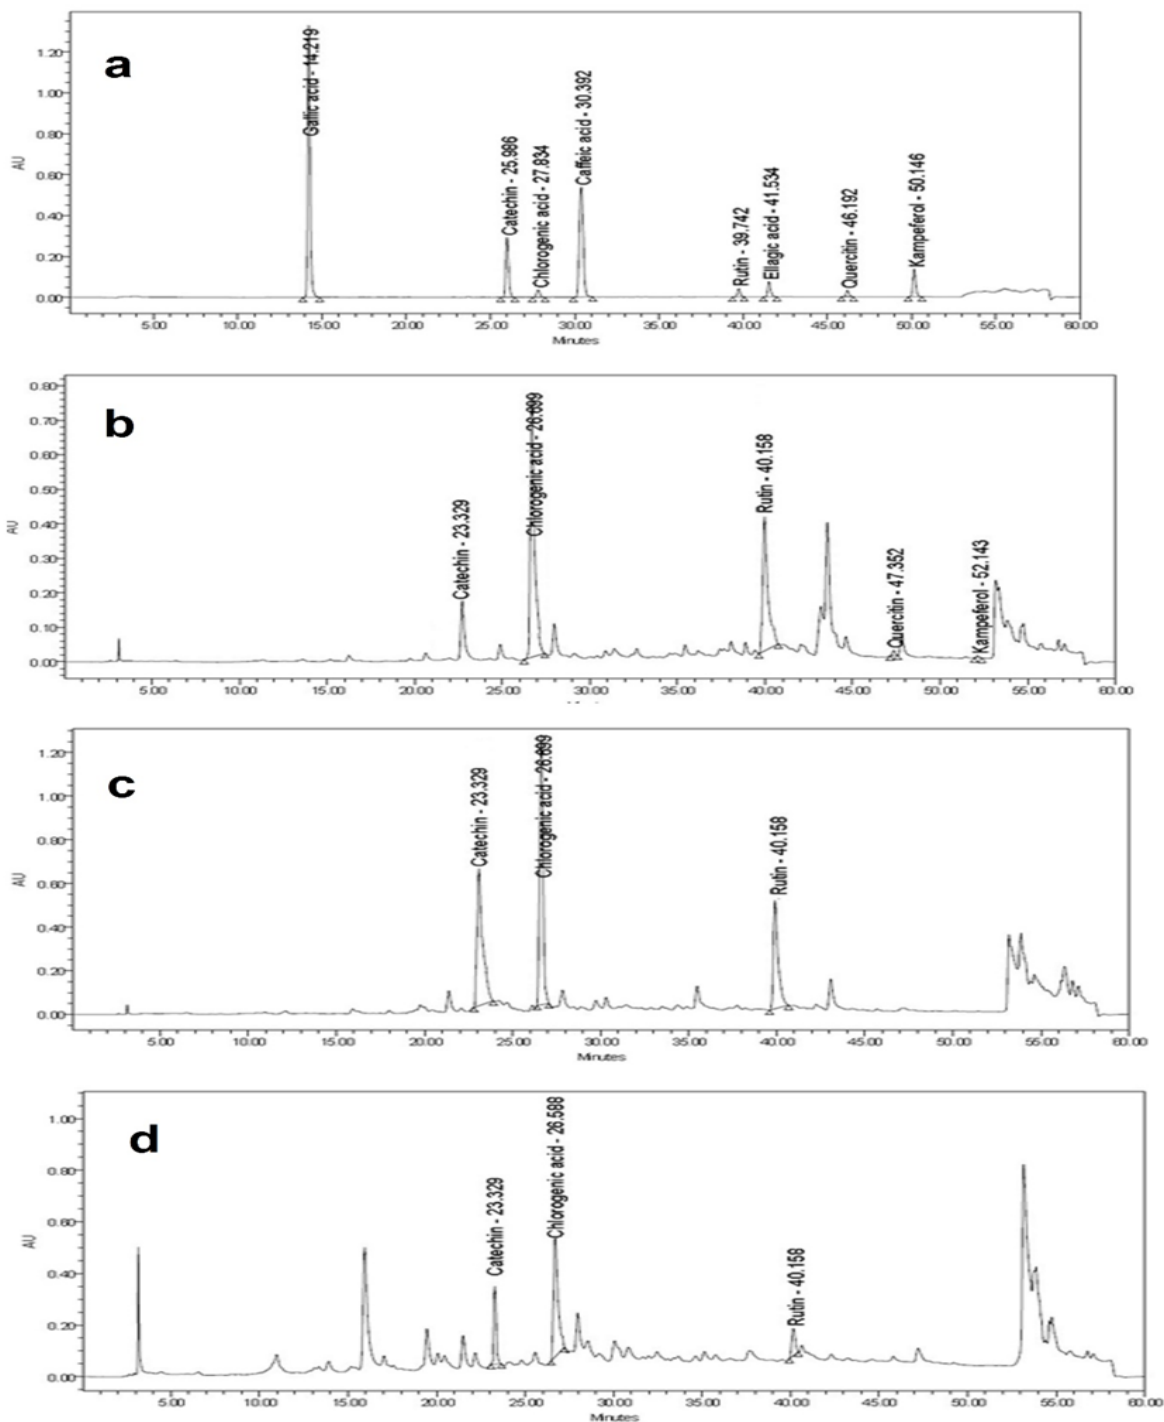 a
Gallic acid - 14.219
Catechin - 25.986
Chlorogenic acid - 27.834
Caffeic acid - 30.392
Rutin - 39.742
Ellagic acid - 41.534
Quercitin - 46.192
Kampeferol - 50.146
AU
1.20
1.00
0.80
0.60
0.40
0.20
0.00
5.00 10.00 15.00 20.00 25.00 30.00 35.00 40.00 45.00 50.00 55.00 60.00
Minutes
b
Catechin - 23.329
Chlorogenic acid - 26.699
Rutin - 40.158
Quercitin - 47.352
Kampeferol - 52.143
AU
0.80
0.70
0.60
0.50
0.40
0.30
0.20
0.10
0.00
5.00 10.00 15.00 20.00 25.00 30.00 35.00 40.00 45.00 50.00 55.00 60.00
c
Catechin - 23.329
Chlorogenic acid - 26.699
Rutin - 40.158
AU
1.20
1.00
0.80
0.60
0.40
0.20
0.00
5.00 10.00 15.00 20.00 25.00 30.00 35.00 40.00 45.00 50.00 55.00 60.00
Minutes
d
Catechin - 23.329
Chlorogenic acid - 26.588
Rutin - 40.158
AU
1.00
0.80
0.60
0.40
0.20
0.00
5.00 10.00 15.00 20.00 25.00 30.00 35.00 40.00 45.00 50.00 55.00 60.00
Minutes